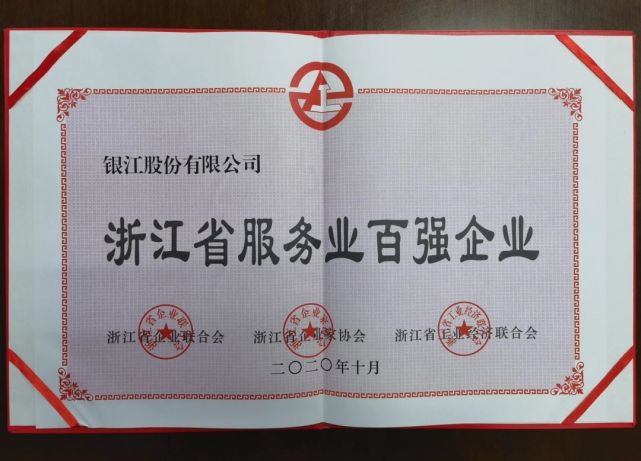 银江股份有限公司
浙江省服务业百强企业
浙江省企业联合会 浙江省企业家协会 浙江省工业经济联合会
二〇二〇年十月